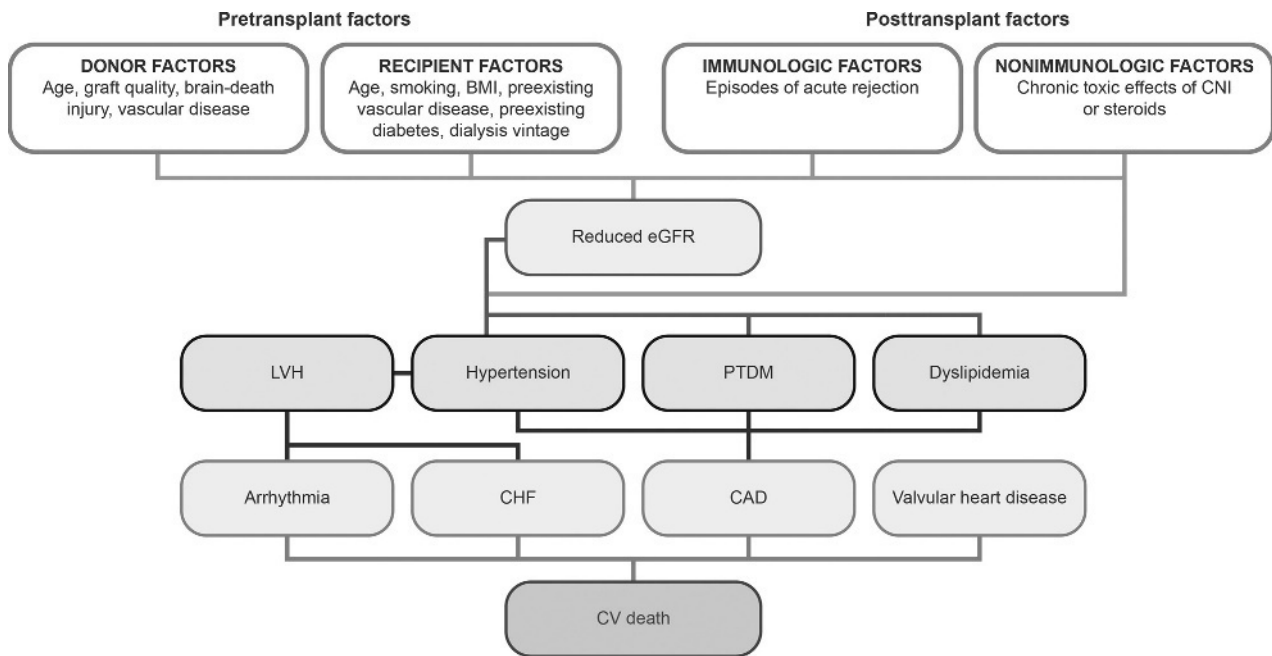 Pretransplant factors
Posttransplant factors
DONOR FACTORS
Age, graft quality, brain-death
injury, vascular disease
RECIPIENT FACTORS
Age, smoking, BMI, preexisting
vascular disease, preexisting
diabetes, dialysis vintage
IMMUNOLOGIC FACTORS
Episodes of acute rejection
NONIMMUNOLOGIC FACTORS
Chronic toxic effects of CNI
or steroids
Reduced eGFR
LVH
Hypertension
PTDM
Dyslipidemia
Arrhythmia
CHF
CAD
Valvular heart disease
CV death